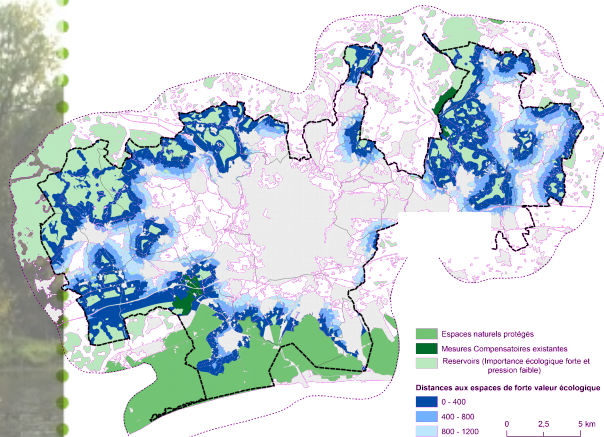 Espaces naturels protégés
Mesures Compensatoires existantes
Reservoirs (Importance écologique forte et
pression faible)
Distances aux espaces de forte valeur écologique
0 - 400
400 - 800
800 - 1200
0 2,5 5 km